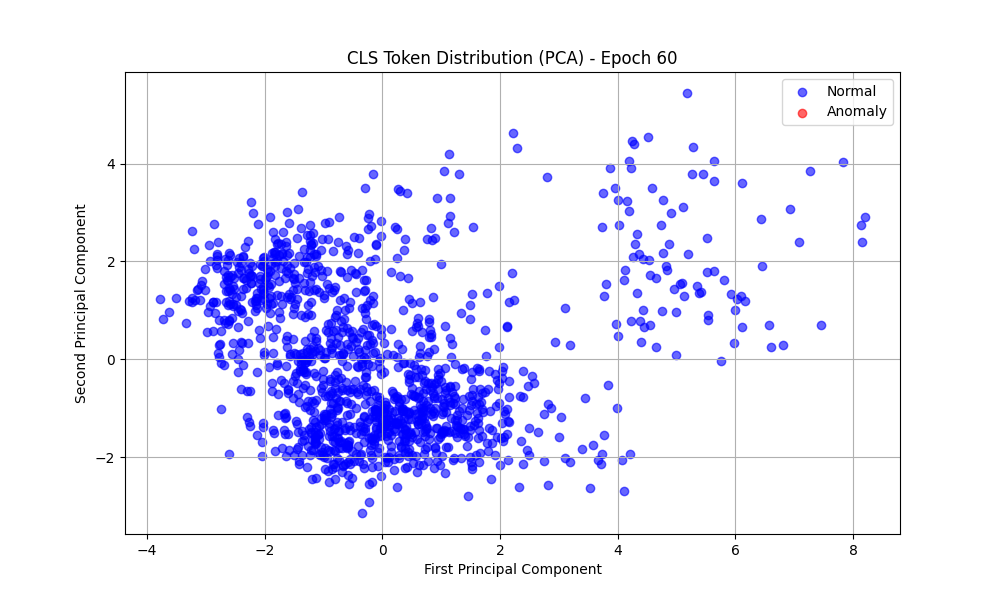 CLS Token Distribution (PCA) - Epoch 60
Normal
Anomaly
Second Principal Component
4
2
0
−2
−4
−2
0
2
4
6
8
First Principal Component